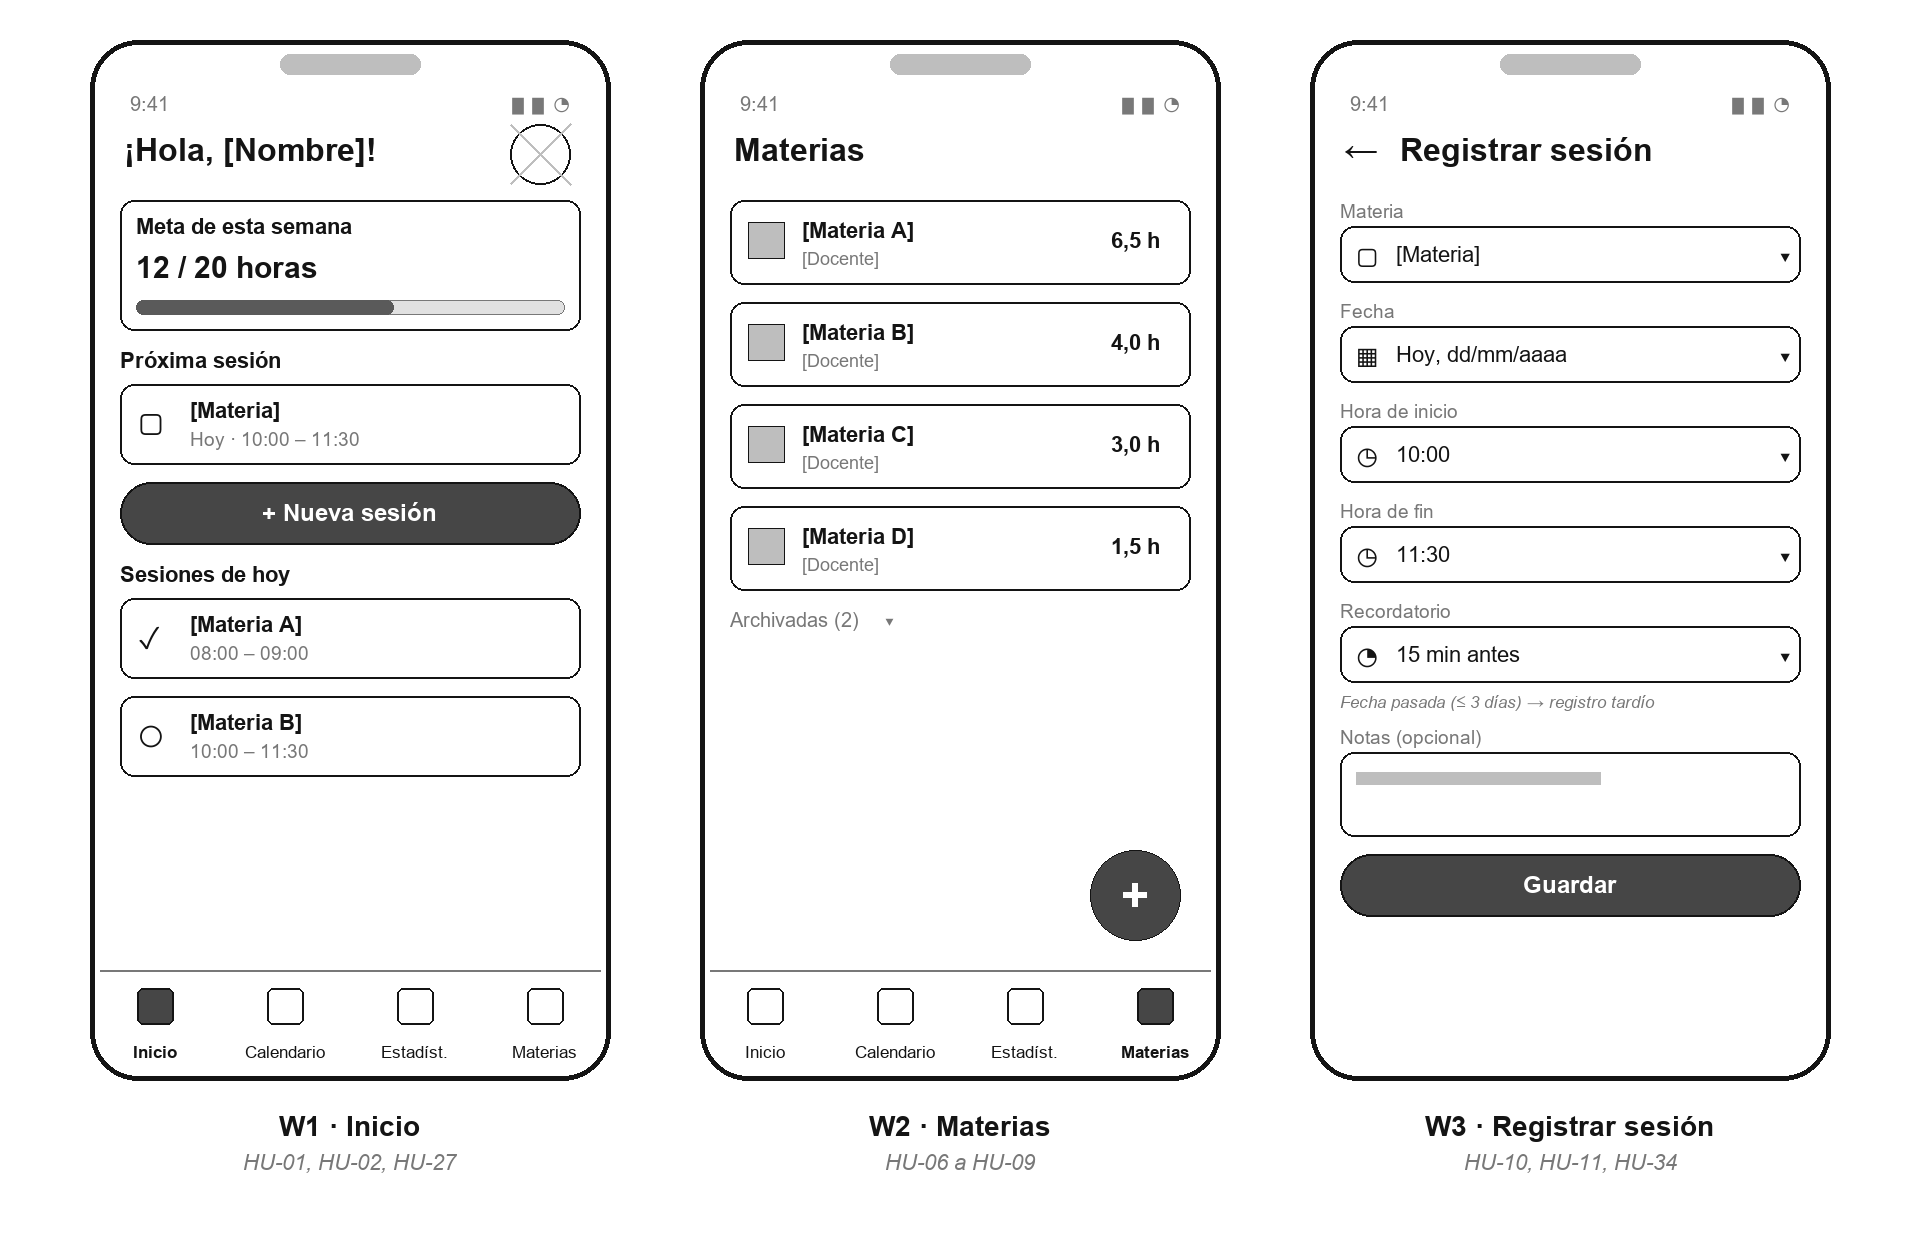 9:41
¡Hola, [Nombre]!
Meta de esta semana
12 / 20 horas
Próxima sesión
[Materia]
Hoy · 10:00 – 11:30
+ Nueva sesión
Sesiones de hoy
[Materia A]
08:00 – 09:00
[Materia B]
10:00 – 11:30
Inicio Calendario Estadíst. Materias
W1 · Inicio
HU-01, HU-02, HU-27
9:41
Materias
[Materia A] 6,5 h
[Docente]
[Materia B] 4,0 h
[Docente]
[Materia C] 3,0 h
[Docente]
[Materia D] 1,5 h
[Docente]
Archivadas (2) ▾
+
Inicio Calendario Estadíst. Materias
W2 · Materias
HU-06 a HU-09
9:41
← Registrar sesión
Materia
[Materia] ▾
Fecha
Hoy, dd/mm/aaaa ▾
Hora de inicio
10:00 ▾
Hora de fin
11:30 ▾
Recordatorio
15 min antes ▾
Fecha pasada (≤ 3 días) → registro tardío
Notas (opcional)
Guardar
W3 · Registrar sesión
HU-10, HU-11, HU-34